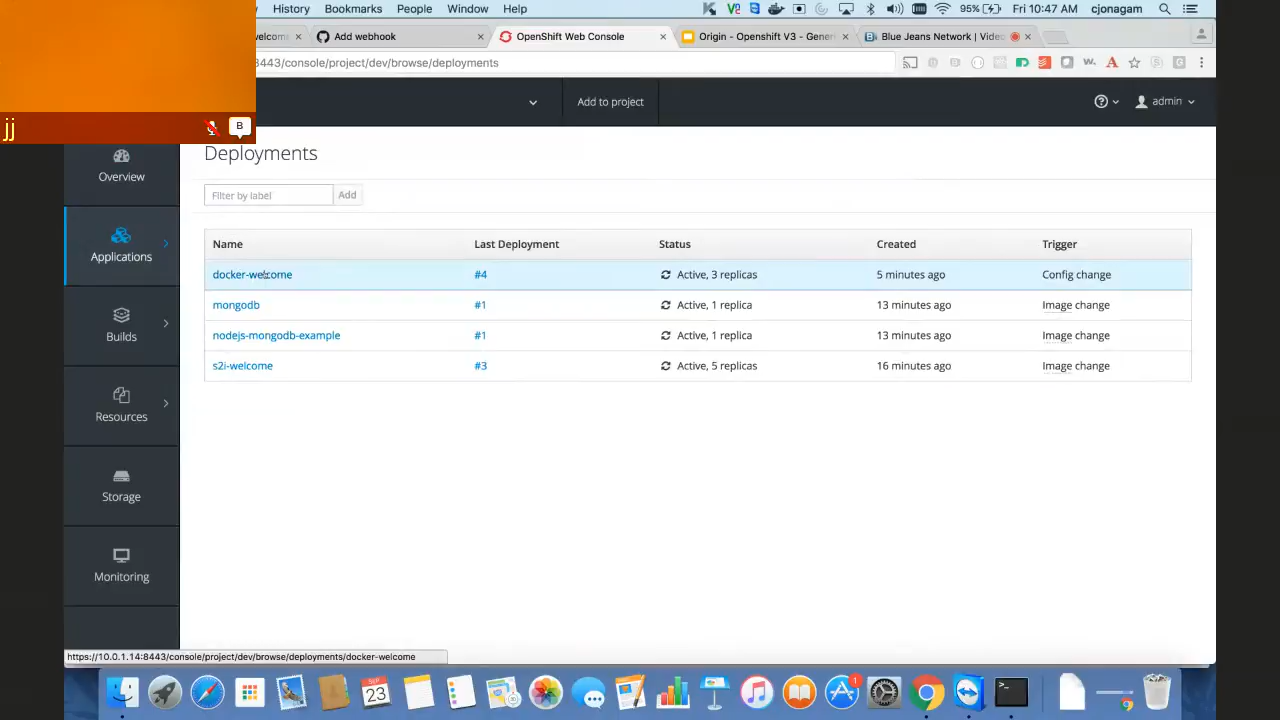 History Bookmarks People Window Help 95% Fri 10:47 AM cjonagam
elcome Add webhook OpenShift Web Console Origin - Openshift V3 - Generi Blue Jeans Network | Video
:8443/console/project/dev/browse/deployments
Add to project admin
jj B
Deployments
Filter by label Add
Overview
Applications
Builds
Resources
Storage
Monitoring
Name Last Deployment Status Created Trigger
docker-welcome #4 Active, 3 replicas 5 minutes ago Config change
mongodb #1 Active, 1 replica 13 minutes ago Image change
nodejs-mongodb-example #1 Active, 1 replica 13 minutes ago Image change
s2i-welcome #3 Active, 5 replicas 16 minutes ago Image change
https://10.0.1.14:8443/console/project/dev/browse/deployments/docker-welcome
SEP
23
1